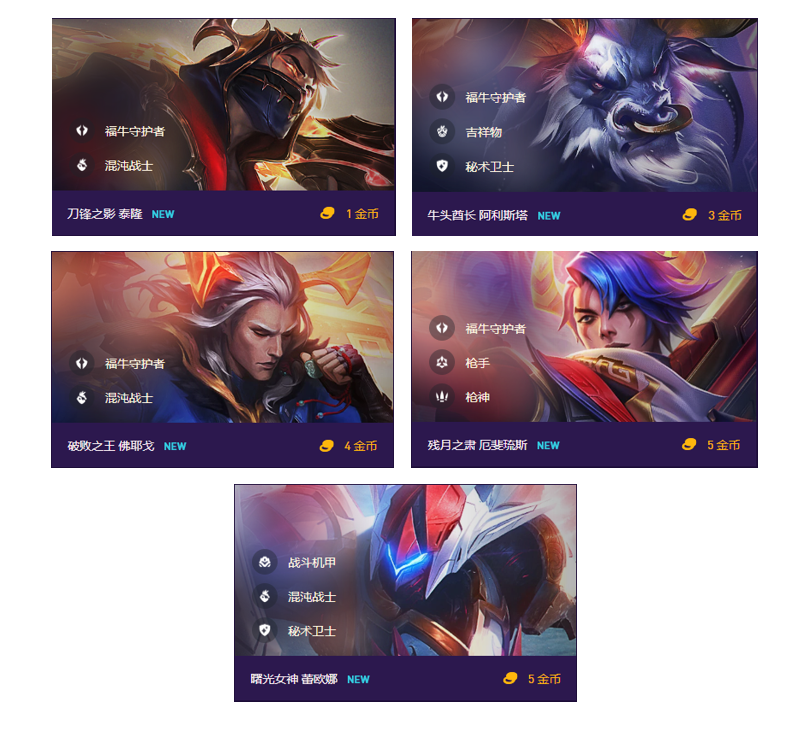 福牛守护者
混沌战士
刀锋之影 泰隆 NEW 1 金币
福牛守护者
吉祥物
秘术卫士
牛头酋长 阿利斯塔 NEW 3 金币
福牛守护者
混沌战士
破败之王 佛耶戈 NEW 4 金币
福牛守护者
枪手
枪神
残月之肃 厄斐琉斯 NEW 5 金币
战斗机甲
混沌战士
秘术卫士
曙光女神 蕾欧娜 NEW 5 金币